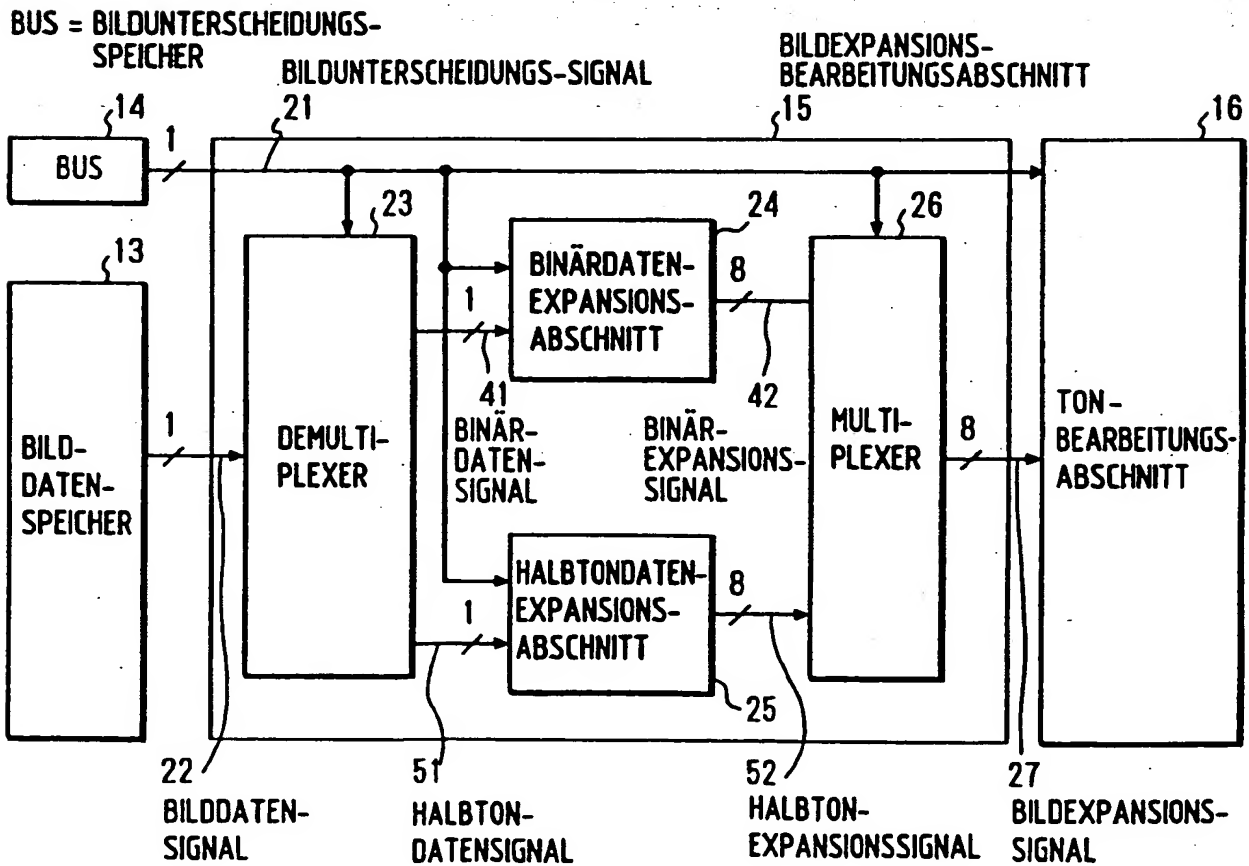 BUS = BILDUNTERSCHEIDUNGS-
SPEICHER
BILDUNTERSCHEIDUNGS-SIGNAL
BILDEXPANSIONS-
BEARBEITUNGSABSCHNITT
14
1
21
15
16
BUS
23
24
26
13
BINÄRDATEN-
EXPANSIONS-
ABSCHNITT
8
1
41
42
BILD-
DATEN-
SPEICHER
1
22
DEMULTI-
PLEXER
BINÄR-
DATEN-
SIGNAL
BINÄR-
EXPANSIONS-
SIGNAL
MULTI-
PLEXER
8
TON-
BEARBEITUNGS-
ABSCHNITT
HALBTONDATEN-
EXPANSIONS-
ABSCHNITT
1
8
25
51
52
27
BILDDATEN-
SIGNAL
HALBTON-
DATENSIGNAL
HALBTON-
EXPANSIONSSIGNAL
BILDEXPANSIONS-
SIGNAL